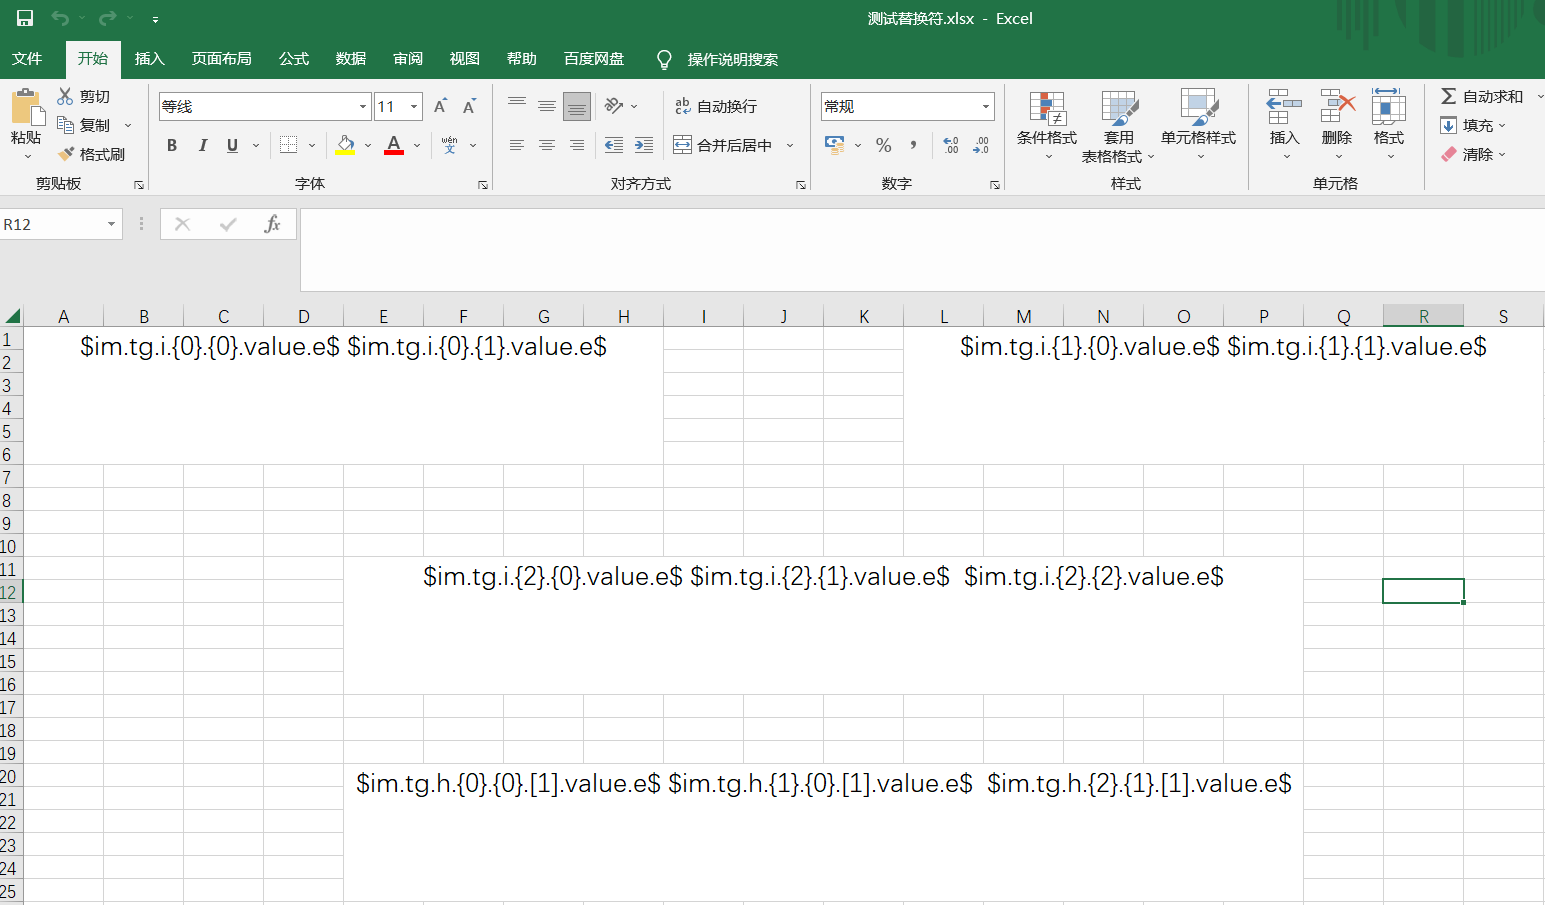 测试替换符.xlsx - Excel
文件 开始 插入 页面布局 公式 数据 审阅 视图 帮助 百度网盘 操作说明搜索
粘贴 剪切 复制 格式刷 剪贴板
等线 11 A A
B I U A wén 文
字体
ab 自动换行
合并后居中
对齐方式
常规
% , .00 .0
数字
条件格式 套用表格格式 单元格样式
样式
插入 删除 格式
单元格
自动求和
填充
清除
R12 fx
A B C D E F G H I J K L M N O P Q R S
1 $im.tg.i.{0}.{0}.value.e$ $im.tg.i.{0}.{1}.value.e$ $im.tg.i.{1}.{0}.value.e$ $im.tg.i.{1}.{1}.value.e$
2
3
4
5
6
7
8
9
10
11 $im.tg.i.{2}.{0}.value.e$ $im.tg.i.{2}.{1}.value.e$ $im.tg.i.{2}.{2}.value.e$
12
13
14
15
16
17
18
19
20 $im.tg.h.{0}.{0}.[1].value.e$ $im.tg.h.{1}.{0}.[1].value.e$ $im.tg.h.{2}.{1}.[1].value.e$
21
22
23
24
25